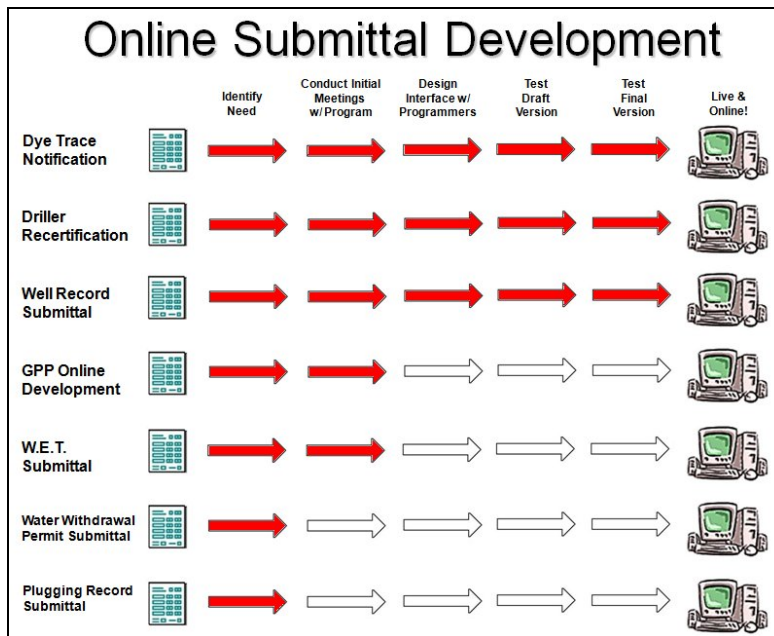 Online Submittal Development
Identify
Need
Conduct Initial
Meetings
w/Program
Design
Interface w/
Programmers
Test
Draft
Version
Test
Final
Version
Live &
Online!
Dye Trace
Notification
Driller
Recertification
Well Record
Submittal
GPP Online
Development
W.E.T.
Submittal
Water Withdrawal
Permit Submittal
Plugging Record
Submittal